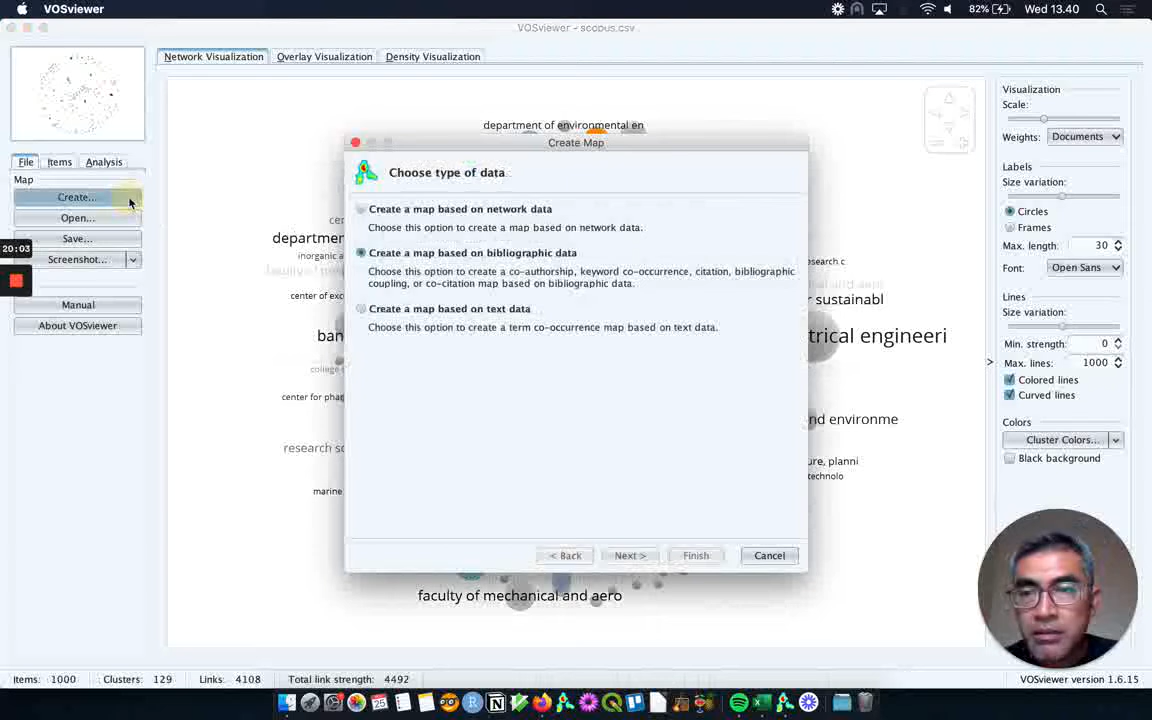 VOSviewer
82%
Wed 13.40
VOSviewer - scopus.csv
Network Visualization
Overlay Visualization
Density Visualization
File
Items
Analysis
Map
Create...
Open...
Save...
Screenshot...
Manual
About VOSviewer
20:03
department of environmental en
cen
department
inorganic a
faculty of
center of exc
ban
college
center for pha
research sc
marine
Create Map
Choose type of data
Create a map based on network data
Choose this option to create a map based on network data.
Create a map based on bibliographic data
Choose this option to create a co-authorship, keyword co-occurrence, citation, bibliographic
coupling, or co-citation map based on bibliographic data.
Create a map based on text data
Choose this option to create a term co-occurrence map based on text data.
< Back
Next >
Finish
Cancel
esearch c
r sustainabl
trical engineeri
nd environme
ure, planni
technolo
faculty of mechanical and aero
Visualization
Scale:
Weights:
Documents
Labels
Size variation:
Circles
Frames
Max. length:
30
Font:
Open Sans
Lines
Size variation:
Min. strength:
0
>
Max. lines:
1000
Colored lines
Curved lines
Colors
Cluster Colors...
Black background
Items: 1000
Clusters: 129
Links: 4108
Total link strength: 4492
VOSviewer version 1.6.15